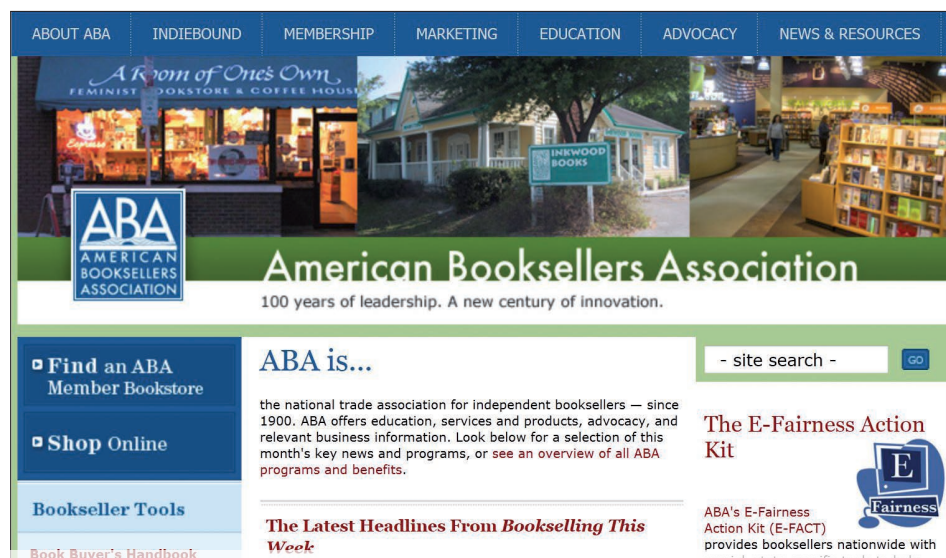 ABOUT ABA
INDIEBOUND
MEMBERSHIP
MARKETING
EDUCATION
ADVOCACY
NEWS & RESOURCES
A Room of One's Own
FEMINIST BOOKSTORE & COFFEE HOUSE
Espresso
INKWOOD
BOOKS
ABA
AMERICAN
BOOKSELLERS
ASSOCIATION
American Booksellers Association
100 years of leadership. A new century of innovation.
Find an ABA
Member Bookstore
Shop Online
Bookseller Tools
Book Buyer's Handbook
ABA is...
the national trade association for independent booksellers — since
1900. ABA offers education, services and products, advocacy, and
relevant business information. Look below for a selection of this
month's key news and programs, or see an overview of all ABA
programs and benefits.
The Latest Headlines From Bookselling This
Week
- site search -
GO
The E-Fairness Action
Kit
E
Fairness
ABA's E-Fairness
Action Kit (E-FACT)
provides booksellers nationwide with